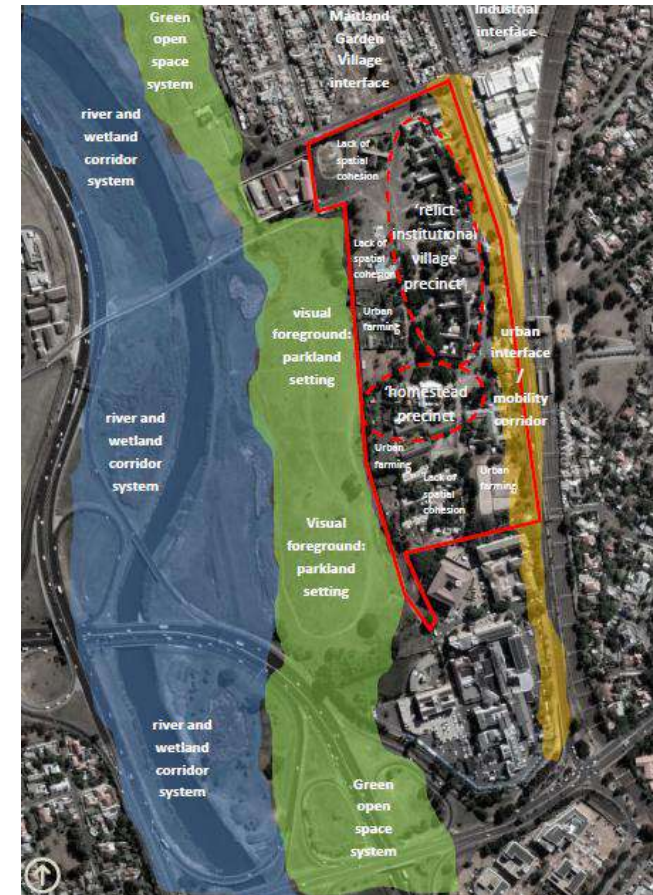 Green
open
space
system
Maitland
Garden
Village
interface
Industrial
interface
river and
wetland
corridor
system
Lack of
spatial
cohesion
'relict
institutional
village
precinct'
Lack of
spatial
cohesion
visual
foreground:
parkland
setting
Urban
farming
urban
interface
/
mobility
corridor
'homestead
precinct
river and
wetland
corridor
system
Urban
farming
Lack of
spatial
cohesion
Urban
farming
Visual
foreground:
parkland
setting
river and
wetland
corridor
system
Green
open
space
system